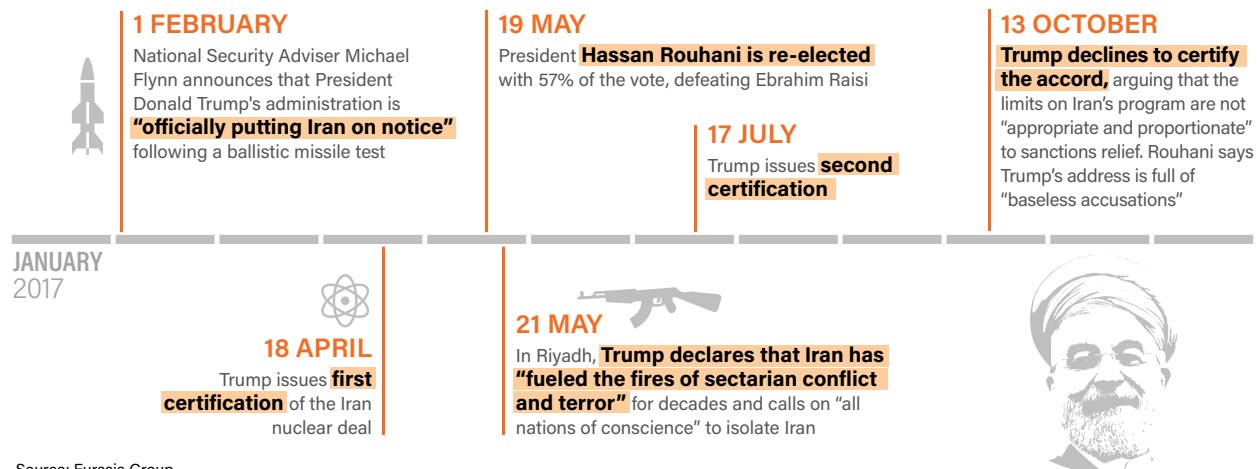 1 FEBRUARY
National Security Adviser Michael
Flynn announces that President
Donald Trump's administration is
“officially putting Iran on notice”
following a ballistic missile test
19 MAY
President Hassan Rouhani is re-elected
with 57% of the vote, defeating Ebrahim Raisi
17 JULY
Trump issues second
certification
13 OCTOBER
Trump declines to certify
the accord, arguing that the
limits on Iran’s program are not
“appropriate and proportionate”
to sanctions relief. Rouhani says
Trump’s address is full of
“baseless accusations”
JANUARY
2017
18 APRIL
Trump issues first
certification of the Iran
nuclear deal
21 MAY
In Riyadh, Trump declares that Iran has
“fueled the fires of sectarian conflict
and terror” for decades and calls on “all
nations of conscience” to isolate Iran
Source: Eurasia Group